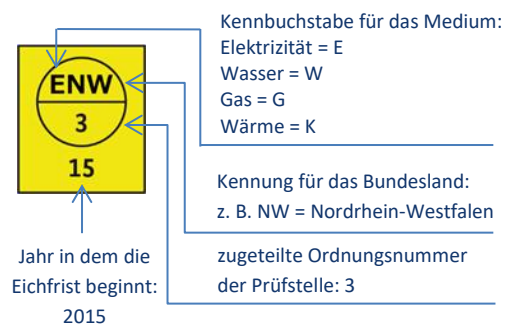 Kennbuchstabe für das Medium:
Elektrizität = E
Wasser = W
Gas = G
Wärme = K
ENW
3
15
Kennung für das Bundesland:
z. B. NW = Nordrhein-Westfalen
zugeteilte Ordnungsnummer
der Prüfstelle: 3
Jahr in dem die
Eichfrist beginnt:
2015